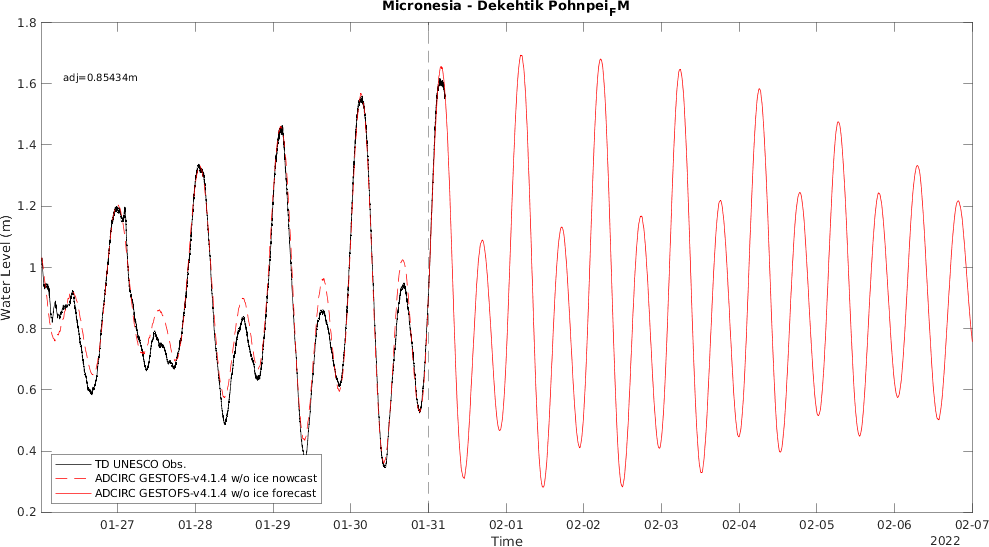 Micronesia - Dekehtik Pohnpei_FM
1.8
1.6
1.4
1.2
1
0.8
0.6
0.4
0.2
Water Level (m)
adj=0.85434m
TD UNESCO Obs.
ADCIRC GESTOFS-v4.1.4 w/o ice nowcast
ADCIRC GESTOFS-v4.1.4 w/o ice forecast
01-27 01-28 01-29 01-30 01-31 02-01 02-02 02-03 02-04 02-05 02-06 02-07
Time
2022